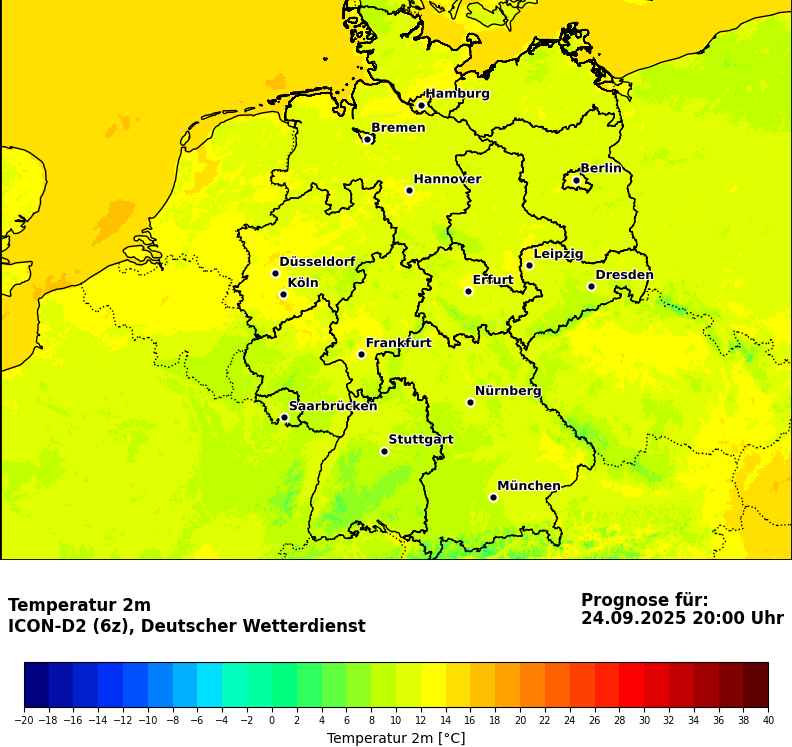 Hamburg
Bremen
Berlin
Hannover
Leipzig
Düsseldorf
Dresden
Köln
Erfurt
Frankfurt
Nürnberg
Saarbrücken
Stuttgart
München
Temperatur 2m
ICON-D2 (6z), Deutscher Wetterdienst
Prognose für:
24.09.2025 20:00 Uhr
−20 −18 −16 −14 −12 −10 −8 −6 −4 −2 0 2 4 6 8 10 12 14 16 18 20 22 24 26 28 30 32 34 36 38 40
Temperatur 2m [°C]